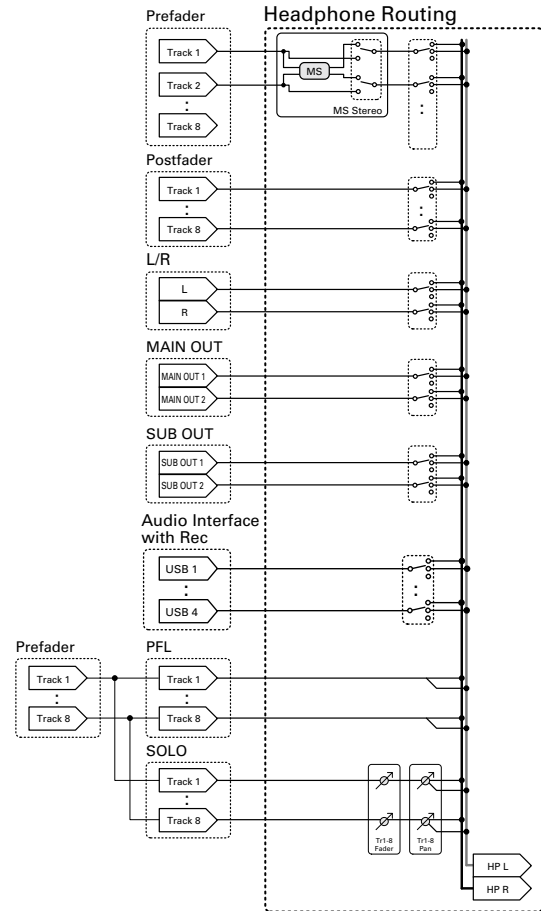 Headphone Routing
Prefader
Track 1
Track 2
Track 8
MS
MS Stereo
Postfader
Track 1
Track 8
L/R
L
R
MAIN OUT
MAIN OUT 1
MAIN OUT 2
SUB OUT
SUB OUT 1
SUB OUT 2
Audio Interface
with Rec
USB 1
USB 4
Prefader
Track 1
Track 8
PFL
Track 1
Track 8
SOLO
Track 1
Track 8
Tr1-8
Fader
Tr1-8
Pan
HP L
HP R